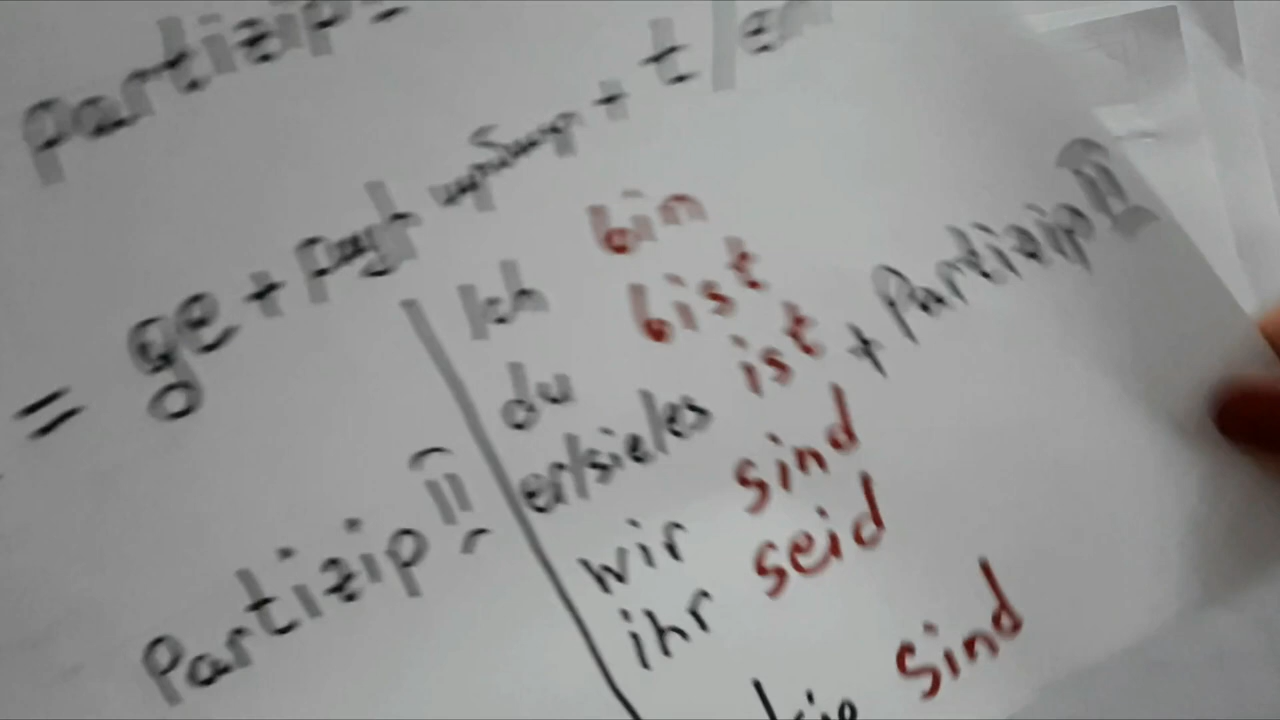 Partizip II
= ge + + t/en
Partizip II
Ich bin
du bist
er/sie/es ist + Partizip II
wir sind
ihr seid
sind